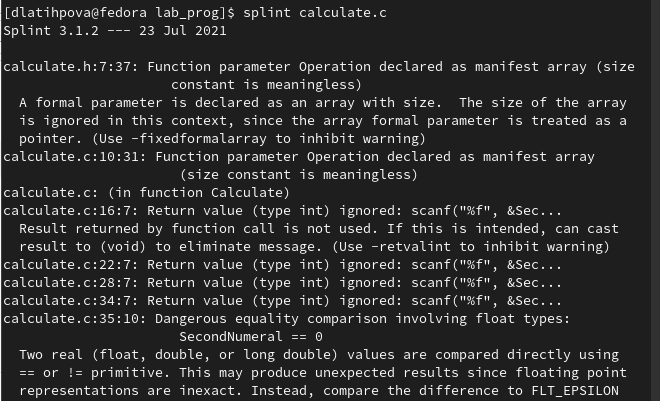 [dlatihpova@fedora lab_prog]$ splint calculate.c
Splint 3.1.2 --- 23 Jul 2021
calculate.h:7:37: Function parameter Operation declared as manifest array (size
constant is meaningless)
A formal parameter is declared as an array with size.  The size of the array
is ignored in this context, since the array formal parameter is treated as a
pointer. (Use -fixedformalarray to inhibit warning)
calculate.c:10:31: Function parameter Operation declared as manifest array
(size constant is meaningless)
calculate.c: (in function Calculate)
calculate.c:16:7: Return value (type int) ignored: scanf("%f", &Sec...
Result returned by function call is not used. If this is intended, can cast
result to (void) to eliminate message. (Use -retvalint to inhibit warning)
calculate.c:22:7: Return value (type int) ignored: scanf("%f", &Sec...
calculate.c:28:7: Return value (type int) ignored: scanf("%f", &Sec...
calculate.c:34:7: Return value (type int) ignored: scanf("%f", &Sec...
calculate.c:35:10: Dangerous equality comparison involving float types:
SecondNumeral == 0
Two real (float, double, or long double) values are compared directly using
== or != primitive. This may produce unexpected results since floating point
representations are inexact. Instead, compare the difference to FLT_EPSILON